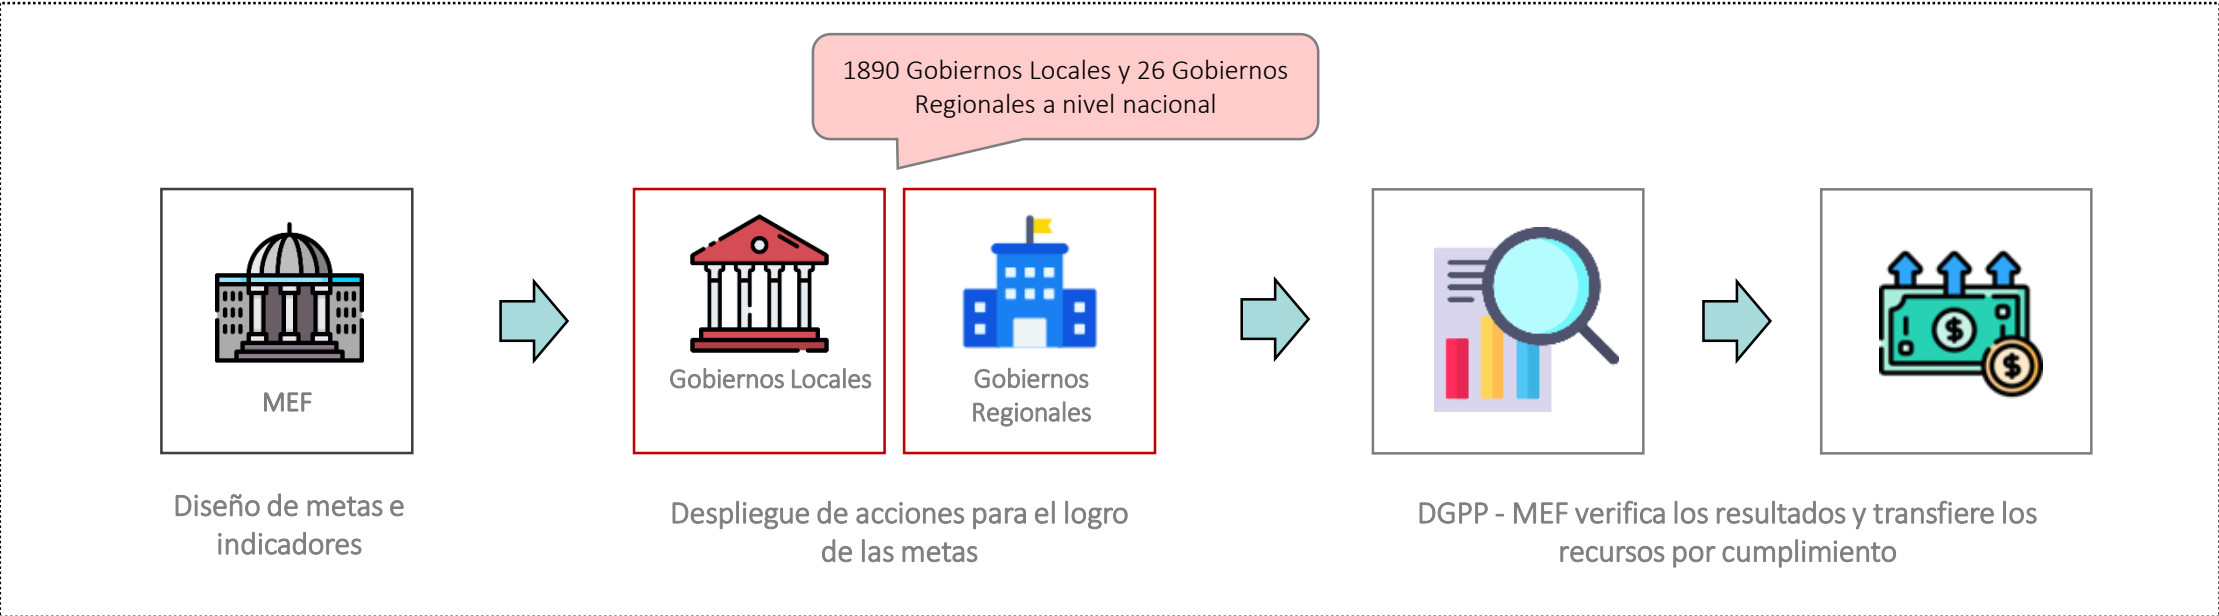 1890 Gobiernos Locales y 26 Gobiernos
Regionales a nivel nacional
MEF
Gobiernos Locales
Gobiernos
Regionales
Diseño de metas e
indicadores
Despliegue de acciones para el logro
de las metas
DGPP - MEF verifica los resultados y transfiere los
recursos por cumplimiento